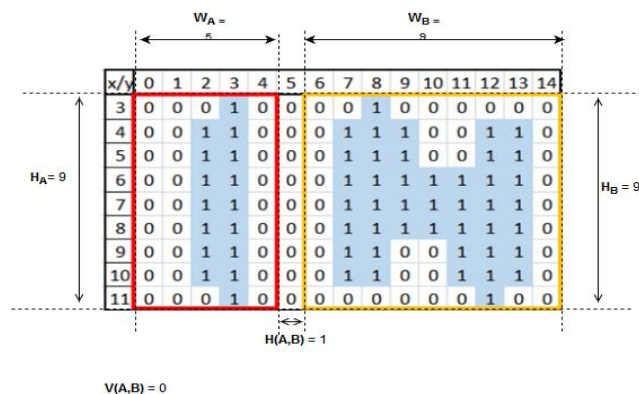 W_A = W_B =
5 9
x/y 0 1 2 3 4 5 6 7 8 9 10 11 12 13 14
3 0 0 0 1 0 0 0 0 1 0 0 0 0 0 0
4 0 0 1 1 0 0 0 1 1 1 0 0 1 1 0
5 0 0 1 1 0 0 0 1 1 1 0 0 1 1 0
6 0 0 1 1 0 0 0 1 1 1 1 1 1 1 0
H_A = 9 H_B = 9
7 0 0 1 1 0 0 0 1 1 1 1 1 1 1 0
8 0 0 1 1 0 0 0 1 1 1 1 1 1 1 0
9 0 0 1 1 0 0 0 1 1 0 0 1 1 1 0
10 0 0 1 1 0 0 0 1 1 0 0 1 1 1 0
11 0 0 0 1 0 0 0 0 0 0 0 0 1 0 0
H(A,B) = 1
V(A,B) = 0